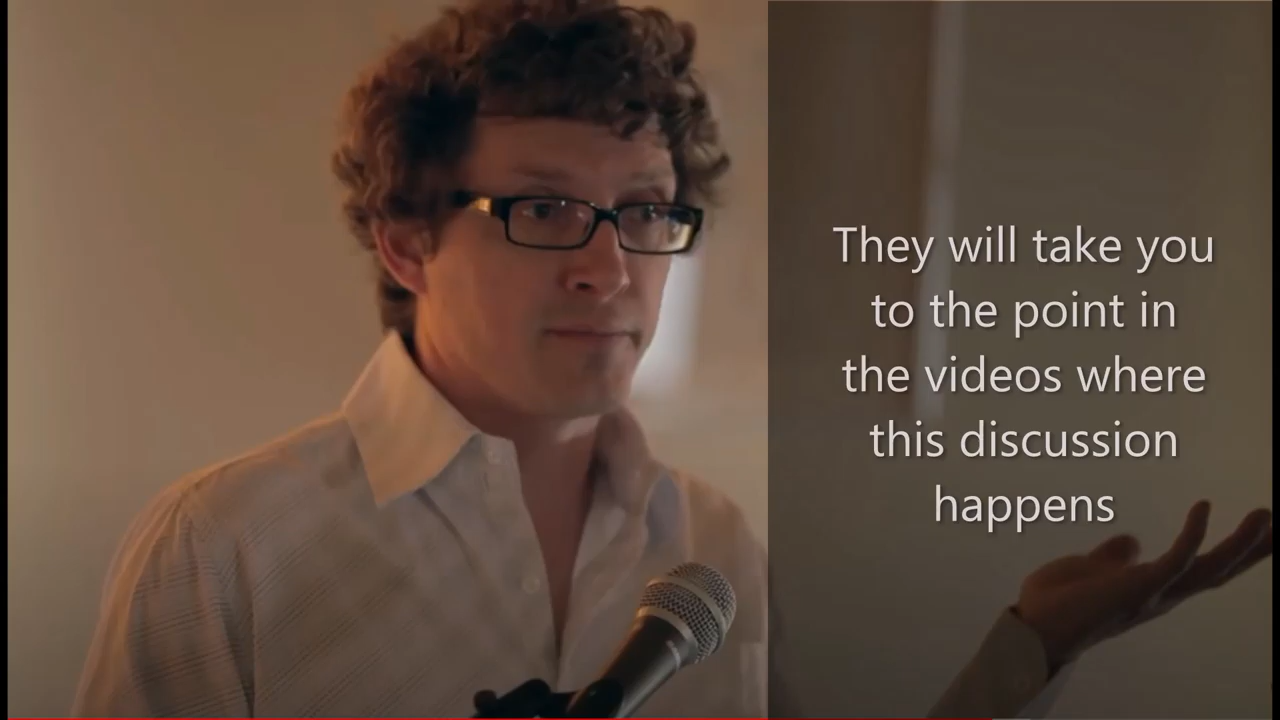 They will take you
to the point in
the videos where
this discussion
happens